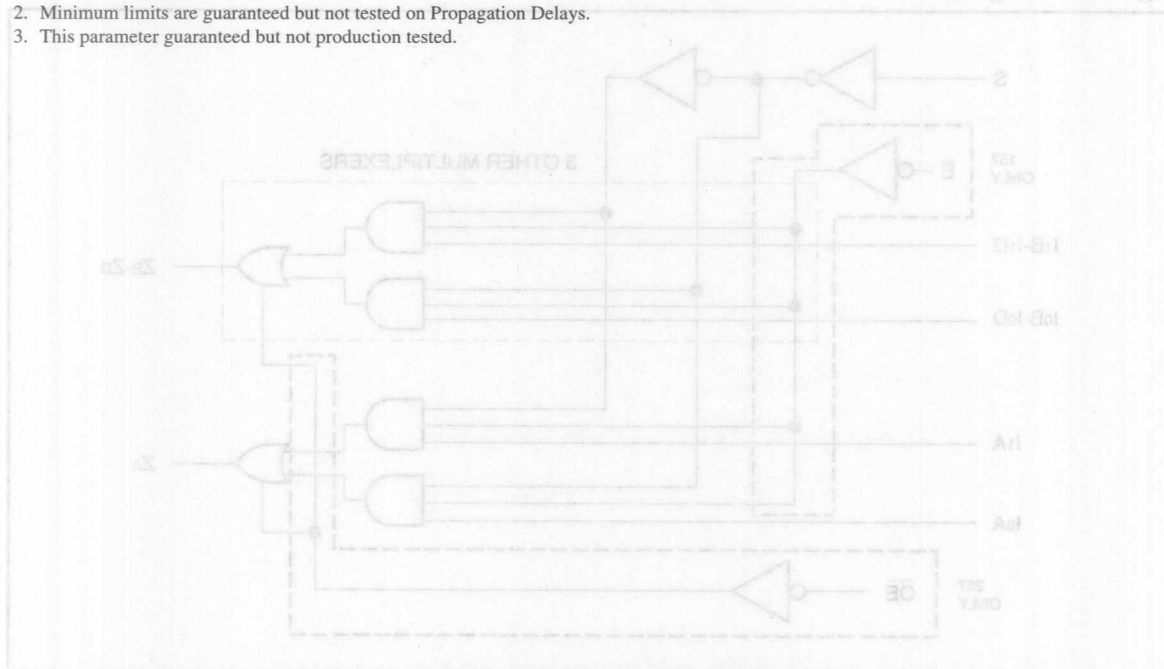 2. Minimum limits are guaranteed but not tested on Propagation Delays.
3. This parameter guaranteed but not production tested.
S
3 OTHER MULTIPLEXERS
E
157
ONLY
I1B-I1D
ZB-ZD
I0B-I0D
I1A
ZA
I0A
OE
257
ONLY